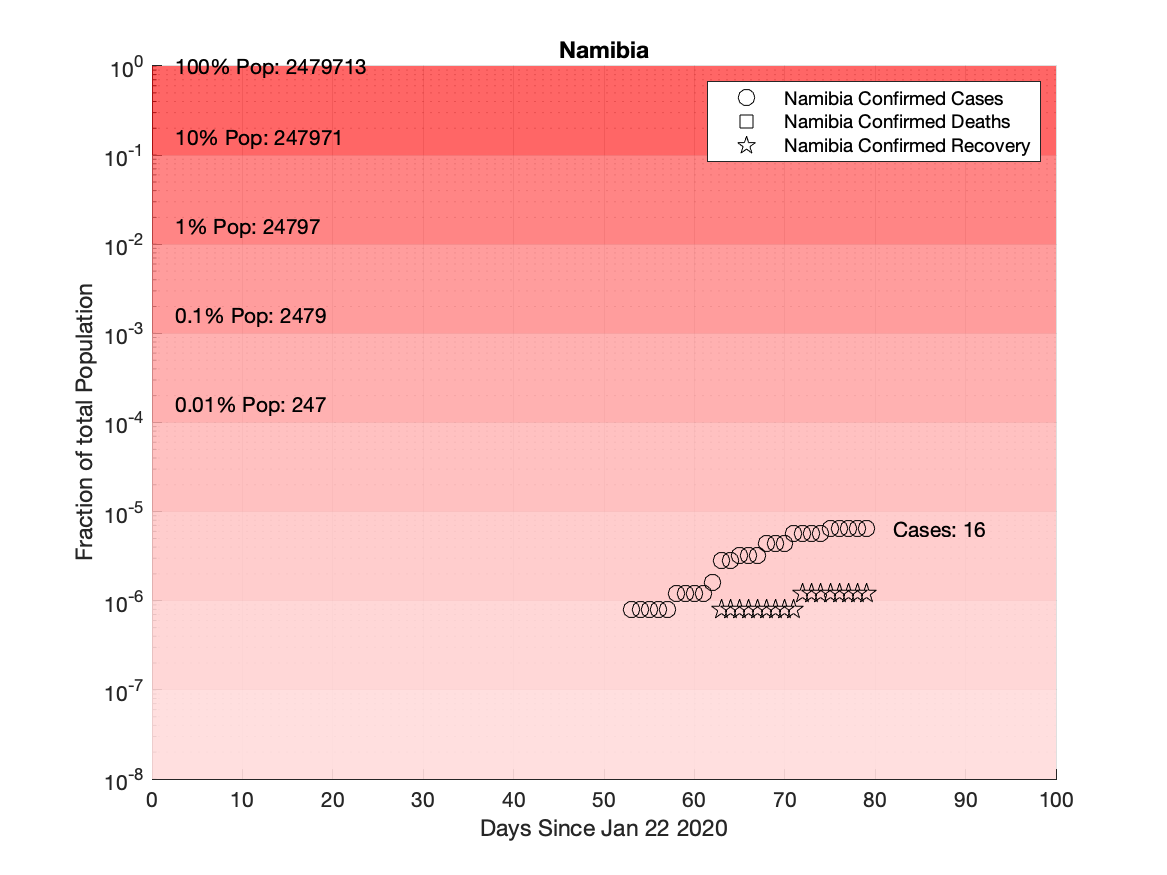 Namibia
10^0
10^-1
10^-2
10^-3
10^-4
10^-5
10^-6
10^-7
10^-8
Fraction of total Population
100% Pop: 2479713
10% Pop: 247971
1% Pop: 24797
0.1% Pop: 2479
0.01% Pop: 247
Namibia Confirmed Cases
Namibia Confirmed Deaths
Namibia Confirmed Recovery
Cases: 16
0 10 20 30 40 50 60 70 80 90 100
Days Since Jan 22 2020